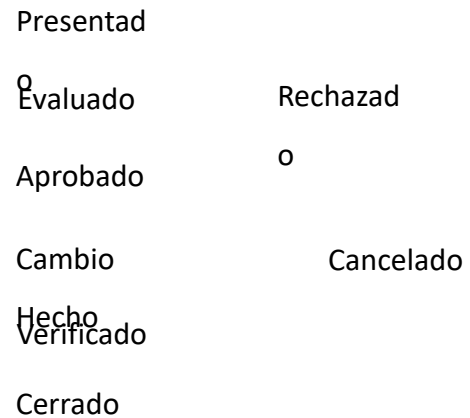 Presentad
o
Evaluado
Rechazad
o
Aprobado
Cambio
Hecho
Cancelado
Verificado
Cerrado